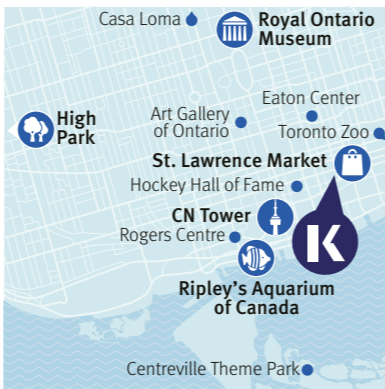 Casa Loma
Royal Ontario
Museum
High
Park
Art Gallery
of Ontario
Eaton Center
Toronto Zoo
St. Lawrence Market
Hockey Hall of Fame
CN Tower
Rogers Centre
K
Ripley's Aquarium
of Canada
Centreville Theme Park